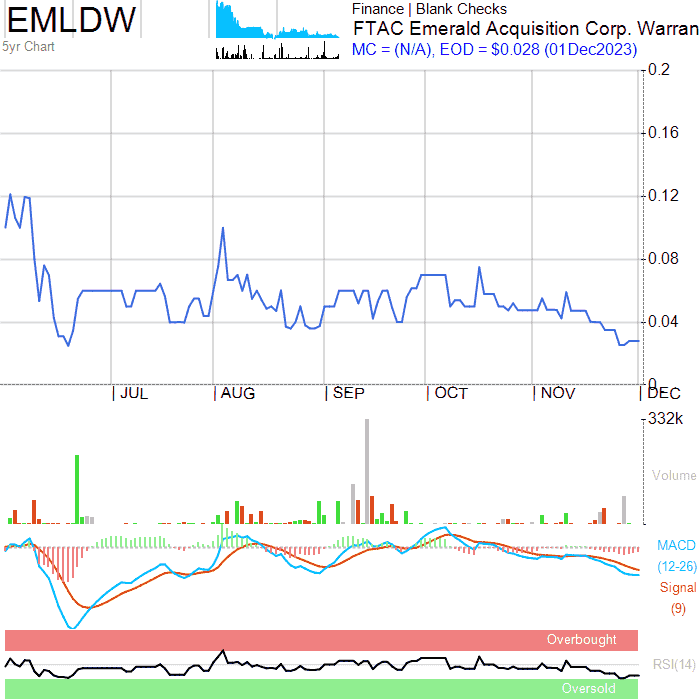 EMLDW
5yr Chart
Finance | Blank Checks
FTAC Emerald Acquisition Corp. Warran
MC = (N/A), EOD = $0.028 (01Dec2023)
0.2
0.16
0.12
0.08
0.04
0
JUL AUG SEP OCT NOV DEC
332k
Volume
MACD
(12-26)
Signal
(9)
Overbought
RSI(14)
Oversold